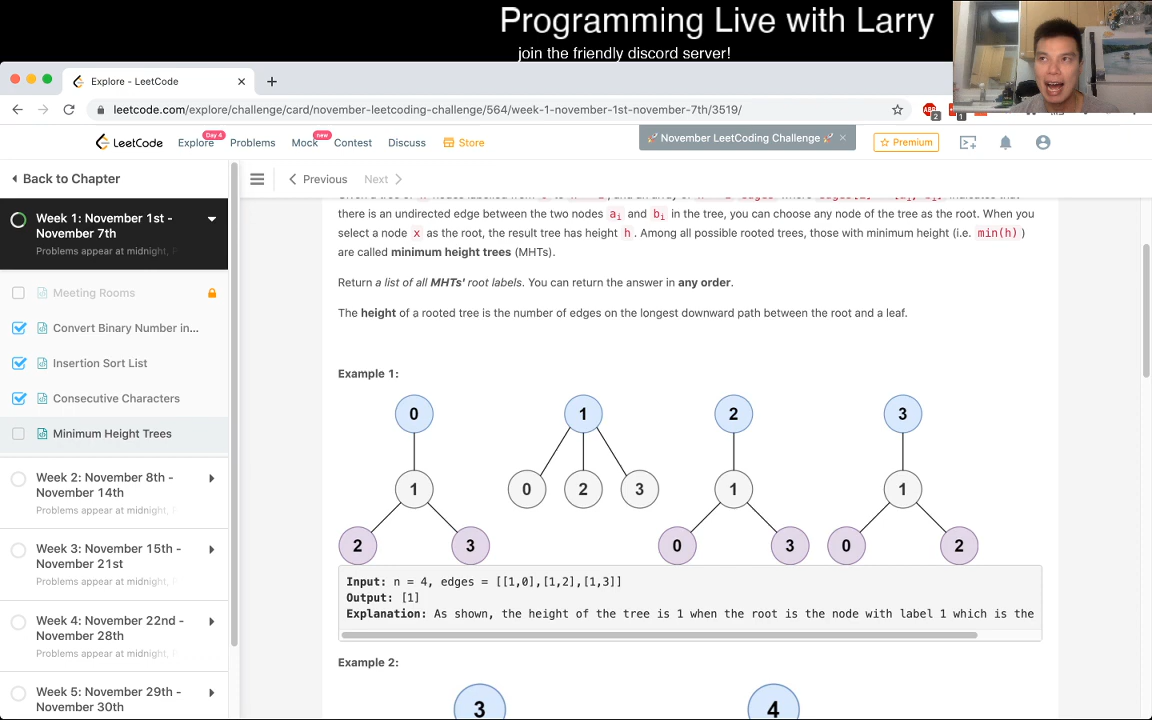 Programming Live with Larry
join the friendly discord server!
Explore - LeetCode
leetcode.com/explore/challenge/card/november-leetcoding-challenge/564/week-1-november-1st-november-7th/3519/
ABP
2
1
LeetCode
Explore
Day 4
Problems
Mock
new
Contest
Discuss
Store
November LeetCoding Challenge
Premium
Back to Chapter
Previous
Next
Week 1: November 1st -
November 7th
Problems appear at midnight,
Meeting Rooms
Convert Binary Number in...
Insertion Sort List
Consecutive Characters
Minimum Height Trees
Week 2: November 8th -
November 14th
Problems appear at midnight,
Week 3: November 15th -
November 21st
Problems appear at midnight,
Week 4: November 22nd -
November 28th
Problems appear at midnight,
Week 5: November 29th -
November 30th
there is an undirected edge between the two nodes ai and bi in the tree, you can choose any node of the tree as the root. When you
select a node x as the root, the result tree has height h. Among all possible rooted trees, those with minimum height (i.e. min(h))
are called minimum height trees (MHTs).
Return a list of all MHTs' root labels. You can return the answer in any order.
The height of a rooted tree is the number of edges on the longest downward path between the root and a leaf.
Example 1:
0 1 2 3
1 0 2 3 1 1
2 3 0 3 0 2
Input: n = 4, edges = [[1,0],[1,2],[1,3]]
Output: [1]
Explanation: As shown, the height of the tree is 1 when the root is the node with label 1 which is the
Example 2:
3 4